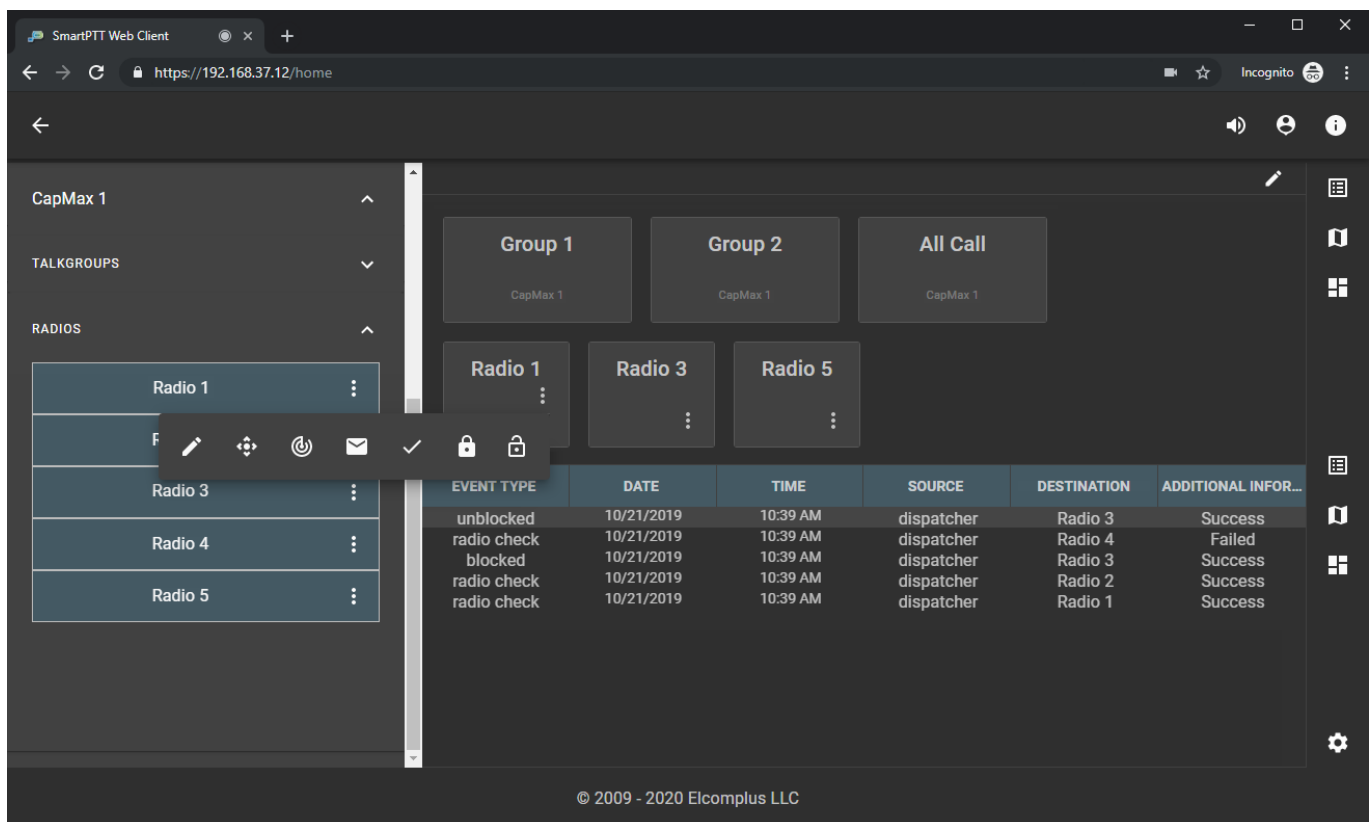 SmartPTT Web Client
https://192.168.37.12/home
Incognito
CapMax 1
TALKGROUPS
RADIOS
Radio 1
Radio 3
Radio 4
Radio 5
Group 1
CapMax 1
Group 2
CapMax 1
All Call
CapMax 1
Radio 1
Radio 3
Radio 5
EVENT TYPE DATE TIME SOURCE DESTINATION ADDITIONAL INFOR...
unblocked 10/21/2019 10:39 AM dispatcher Radio 3 Success
radio check 10/21/2019 10:39 AM dispatcher Radio 4 Failed
blocked 10/21/2019 10:39 AM dispatcher Radio 3 Success
radio check 10/21/2019 10:39 AM dispatcher Radio 2 Success
radio check 10/21/2019 10:39 AM dispatcher Radio 1 Success
© 2009 - 2020 Elcomplus LLC